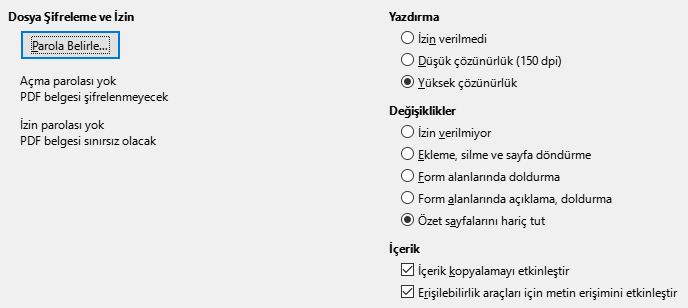 Dosya Şifreleme ve İzin
Parola Belirle...
Açma parolası yok
PDF belgesi şifrelenmeyecek
İzin parolası yok
PDF belgesi sınırsız olacak
Yazdırma
İzin verilmedi
Düşük çözünürlük (150 dpi)
Yüksek çözünürlük
Değişiklikler
İzin verilmiyor
Ekleme, silme ve sayfa döndürme
Form alanlarında doldurma
Form alanlarında açıklama, doldurma
Özet sayfalarını hariç tut
İçerik
İçerik kopyalamayı etkinleştir
Erişilebilirlik araçları için metin erişimini etkinleştir